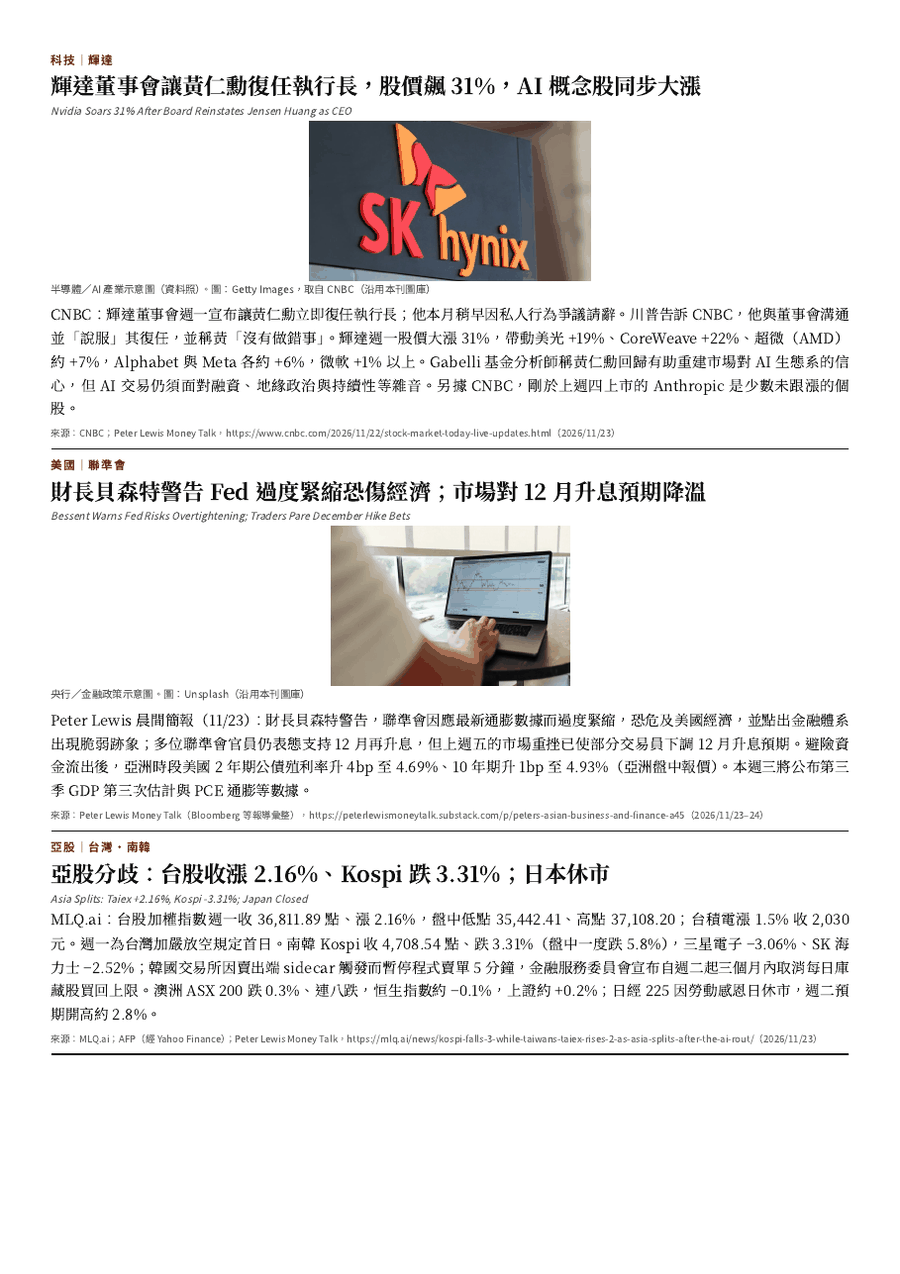 科技｜輝達
輝達董事會讓黃仁勳復任執行長，股價飆 31%，AI 概念股同步大漲
Nvidia Soars 31% After Board Reinstates Jensen Huang as CEO
SK
hynix
半導體／AI 產業示意圖（資料照）。圖：Getty Images，取自 CNBC（沿用本刊圖庫）
CNBC：輝達董事會週一宣布讓黃仁勳立即復任執行長；他本月稍早因私人行為爭議請辭。川普告訴 CNBC，他與董事會溝通
並「說服」其復任，並稱黃「沒有做錯事」。輝達週一股價大漲 31%，帶動美光 +19%、CoreWeave +22%、超微（AMD）
約 +7%，Alphabet 與 Meta 各約 +6%，微軟 +1% 以上。Gabelli 基金分析師稱黃仁勳回歸有助重建市場對 AI 生態系的信
心，但 AI 交易仍須面對融資、地緣政治與持續性等雜音。另據 CNBC，剛於上週四上市的 Anthropic 是少數未跟漲的個
股。
來源：CNBC；Peter Lewis Money Talk，https://www.cnbc.com/2026/11/22/stock-market-today-live-updates.html（2026/11/23）
美國｜聯準會
財長貝森特警告 Fed 過度緊縮恐傷經濟；市場對 12 月升息預期降溫
Bessent Warns Fed Risks Overtightening; Traders Pare December Hike Bets
央行／金融政策示意圖。圖：Unsplash（沿用本刊圖庫）
Peter Lewis 晨間簡報（11/23）：財長貝森特警告，聯準會因應最新通膨數據而過度緊縮，恐危及美國經濟，並點出金融體系
出現脆弱跡象；多位聯準會官員仍表態支持 12 月再升息，但上週五的市場重挫已使部分交易員下調 12 月升息預期。避險資
金流出後，亞洲時段美國 2 年期公債殖利率升 4bp 至 4.69%、10 年期升 1bp 至 4.93%（亞洲盤中報價）。本週三將公布第三
季 GDP 第三次估計與 PCE 通膨等數據。
來源：Peter Lewis Money Talk（Bloomberg 等報導彙整），https://peterlewismoneytalk.substack.com/p/peters-asian-business-and-finance-a45（2026/11/23–24）
亞股｜台灣・南韓
亞股分歧：台股收漲 2.16%、Kospi 跌 3.31%；日本休市
Asia Splits: Taiex +2.16%, Kospi -3.31%; Japan Closed
MLQ.ai：台股加權指數週一收 36,811.89 點、漲 2.16%，盤中低點 35,442.41、高點 37,108.20；台積電漲 1.5% 收 2,030
元。週一為台灣加嚴放空規定首日。南韓 Kospi 收 4,708.54 點、跌 3.31%（盤中一度跌 5.8%），三星電子 −3.06%、SK 海
力士 −2.52%；韓國交易所因賣出端 sidecar 觸發而暫停程式賣單 5 分鐘，金融服務委員會宣布自週二起三個月內取消每日庫
藏股買回上限。澳洲 ASX 200 跌 0.3%、連八跌，恒生指數約 −0.1%，上證約 +0.2%；日經 225 因勞動感恩日休市，週二預
期開高約 2.8%。
來源：MLQ.ai；AFP（經 Yahoo Finance）；Peter Lewis Money Talk，https://mlq.ai/news/kospi-falls-3-while-taiwans-taiex-rises-2-as-asia-splits-after-the-ai-rout/（2026/11/23）